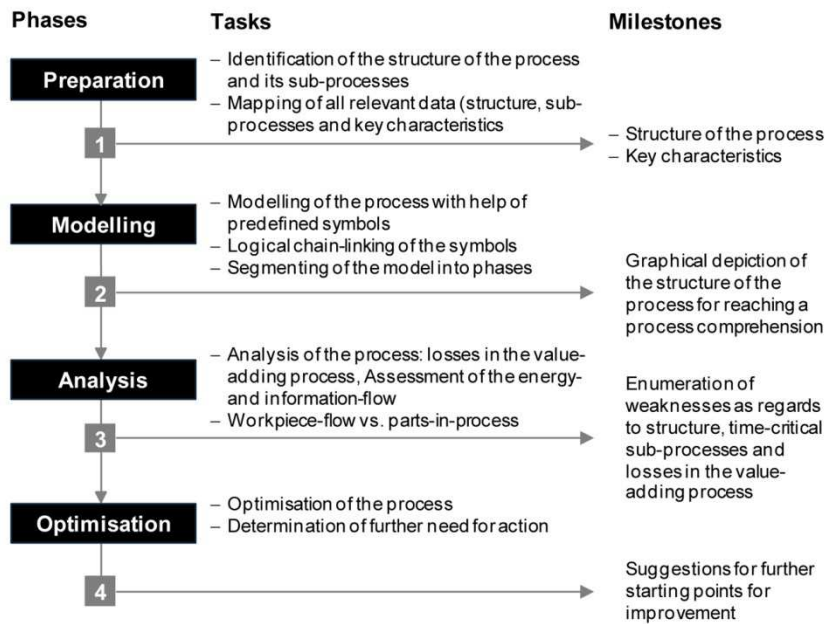 Phases Tasks Milestones
Preparation
– Identification of the structure of the process
and its sub-processes
– Mapping of all relevant data (structure, sub-
processes and key characteristics
1
– Structure of the process
– Key characteristics
Modelling
– Modelling of the process with help of
predefined symbols
– Logical chain-linking of the symbols
– Segmenting of the model into phases
2
Graphical depiction of
the structure of the
process for reaching a
process comprehension
Analysis
– Analysis of the process: losses in the value-
adding process, Assessment of the energy-
and information-flow
– Workpiece-flow vs. parts-in-process
3
Enumeration of
weaknesses as regards
to structure, time-critical
sub-processes and
losses in the value-
adding process
Optimisation
– Optimisation of the process
– Determination of further need for action
4
Suggestions for further
starting points for
improvement